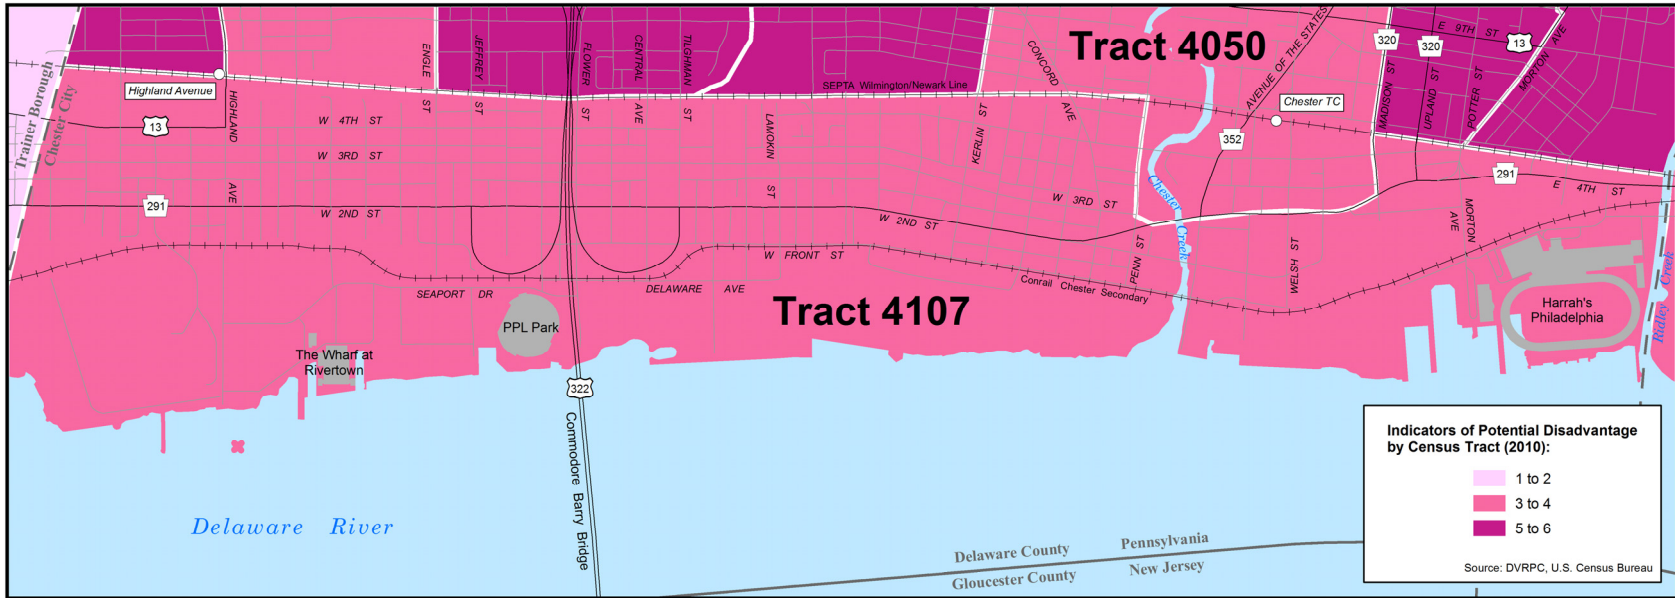 Tract 4050
Tract 4107
Trainer Borough
Chester City
Highland Avenue
13
291
HIGHLAND
AVE
ENGLE
ST
JEFFREY
ST
FLOWER
ST
CENTRAL
AVE
TILGHMAN
ST
LAMOKIN
ST
SEPTA Wilmington/Newark Line
KERLIN ST
CONCORD
AVE
AVENUE OF THE STATES
Chester TC
352
320
320
E 9TH ST
13
MADISON ST
UPLAND ST
POTTER ST
MORTON AVE
291
E 4TH ST
W 4TH ST
W 3RD ST
W 2ND ST
W 3RD ST
W 2ND ST
W FRONT ST
SEAPORT DR
DELAWARE AVE
Conrail Chester Secondary
PENN ST
WELSH ST
MORTON
AVE
Chester
Creek
Ridley Creek
PPL Park
The Wharf at
Rivertown
Harrah's
Philadelphia
322
Commodore Barry Bridge
Delaware River
Delaware County Pennsylvania
Gloucester County New Jersey
Indicators of Potential Disadvantage
by Census Tract (2010):
1 to 2
3 to 4
5 to 6
Source: DVRPC, U.S. Census Bureau